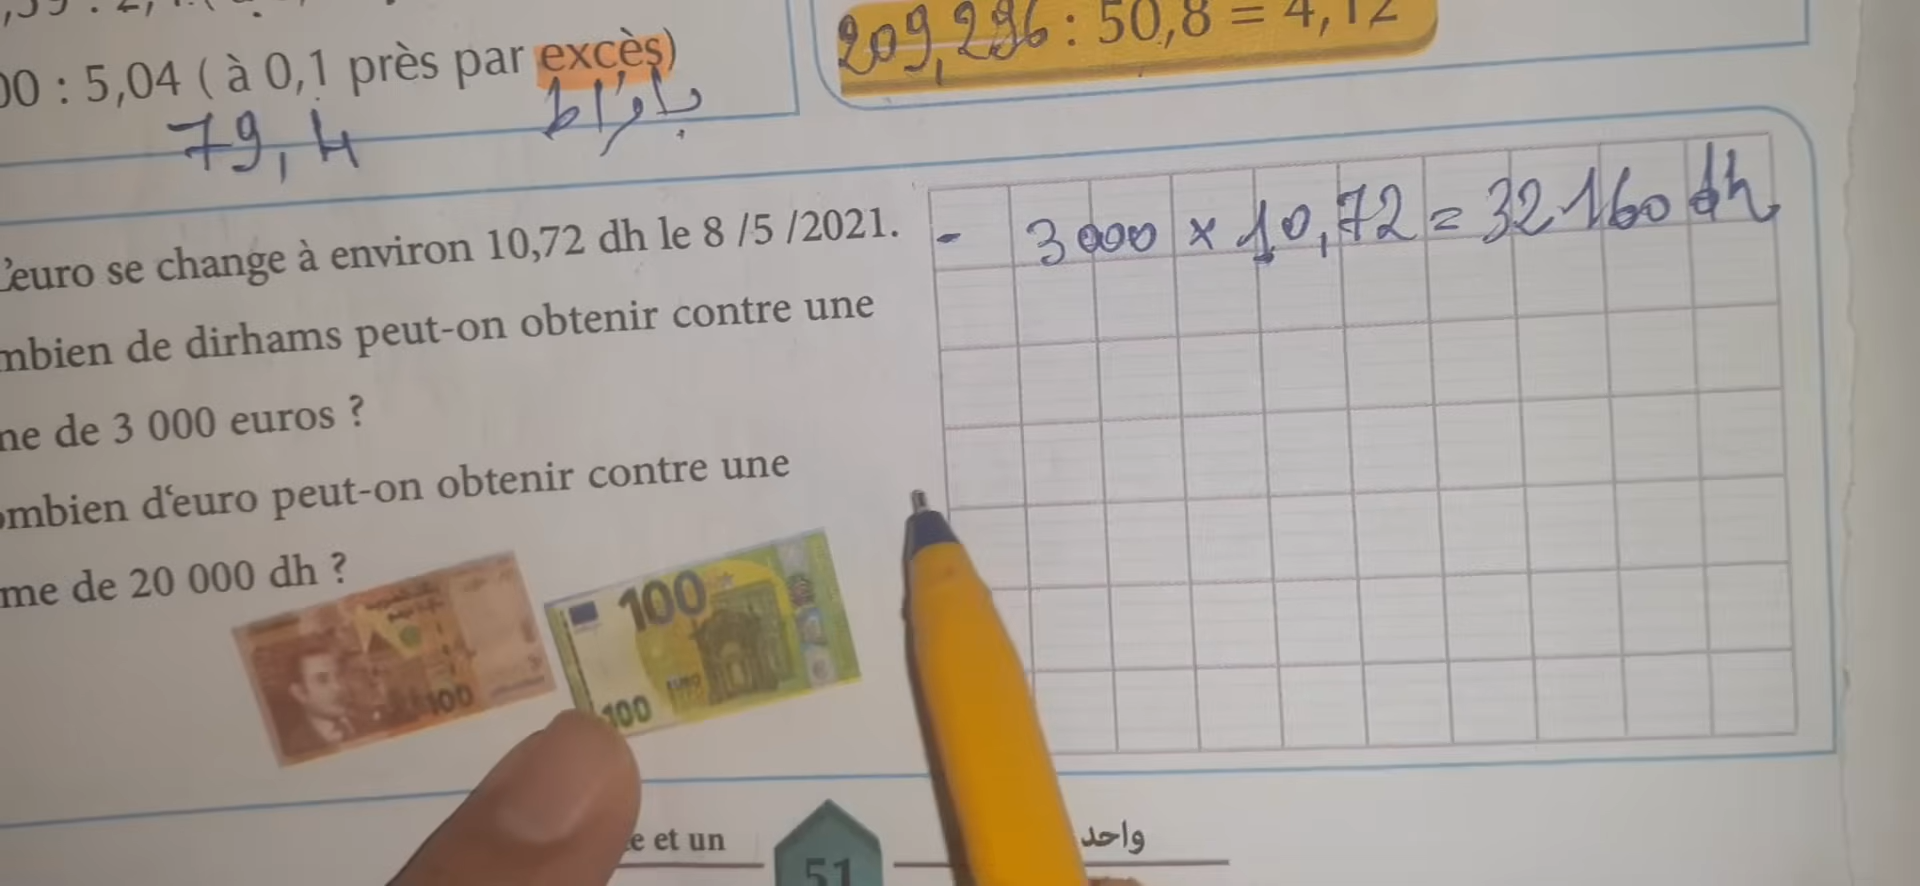 00 : 5,04 ( à 0,1 près par excès)
79,4
209,296 : 50,8 = 4,12
L'euro se change à environ 10,72 dh le 8 /5 /2021.
mbien de dirhams peut-on obtenir contre une
me de 3 000 euros ?
ombien d'euro peut-on obtenir contre une
me de 20 000 dh ?
- 3000 x 10,72 = 32160 dh
100
100
100
EURO
e et un
51
واحد